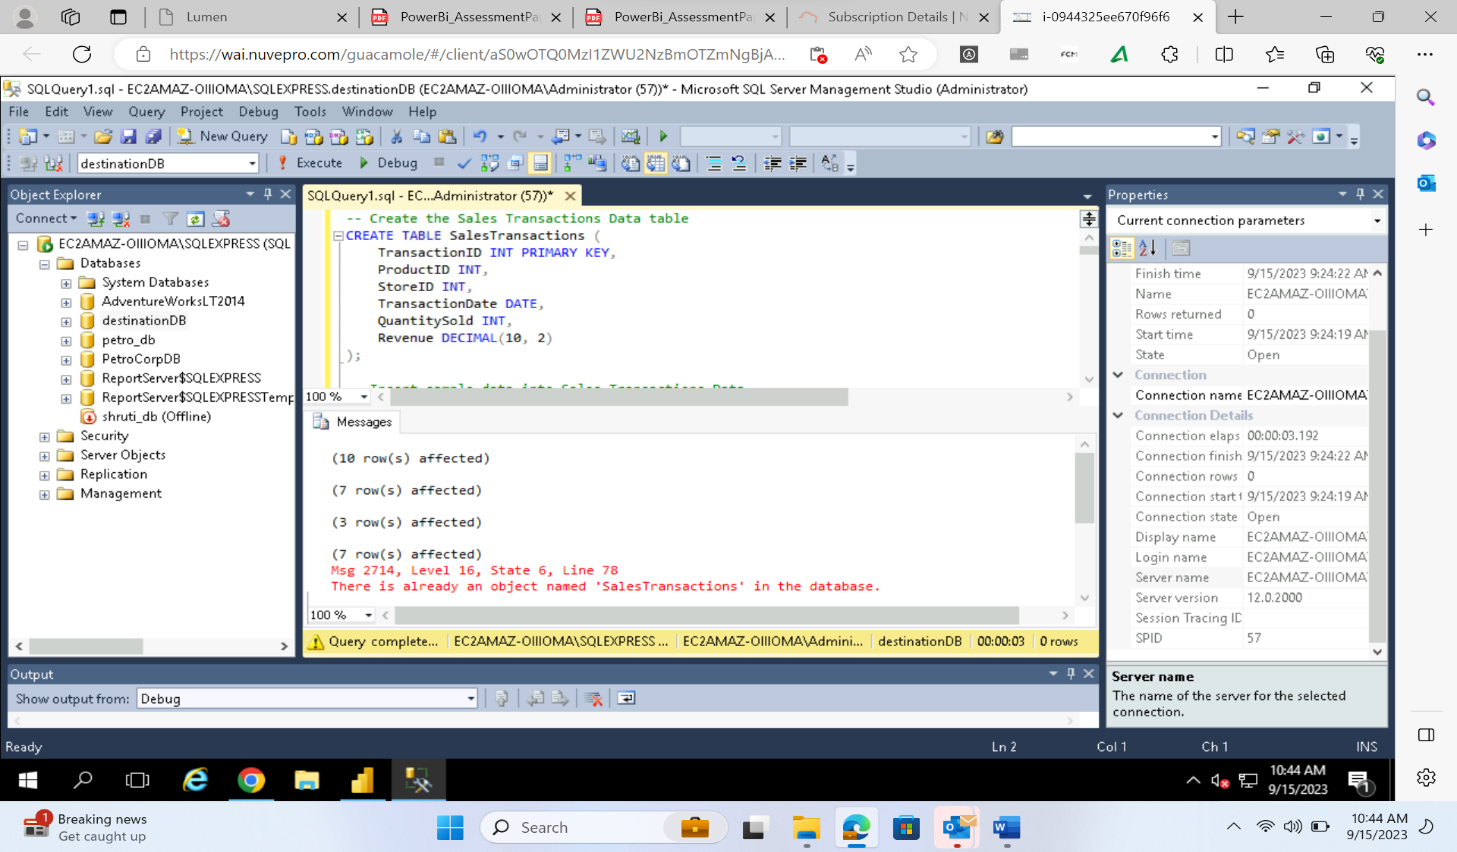 Lumen
PowerBi_AssessmentPa
PowerBi_AssessmentPa
Subscription Details | N
i-0944325ee670f96f6
https://wai.nuvepro.com/guacamole/#/client/aS0wOTQ0MzI1ZWU2NzBmOTZmNgBjA...
SQLQuery1.sql - EC2AMAZ-OIIIOMA\SQLEXPRESS.destinationDB (EC2AMAZ-OIIIOMA\Administrator (57))* - Microsoft SQL Server Management Studio (Administrator)
File Edit View Query Project Debug Tools Window Help
New Query
destinationDB
Execute
Debug
Object Explorer
Connect
EC2AMAZ-OIIIOMA\SQLEXPRESS (SQL
Databases
System Databases
AdventureWorksLT2014
destinationDB
petro_db
PetroCorpDB
ReportServer$SQLEXPRESS
ReportServer$SQLEXPRESSTemp
shruti_db (Offline)
Security
Server Objects
Replication
Management
SQLQuery1.sql - EC...Administrator (57))*
-- Create the Sales Transactions Data table
CREATE TABLE SalesTransactions (
TransactionID INT PRIMARY KEY,
ProductID INT,
StoreID INT,
TransactionDate DATE,
QuantitySold INT,
Revenue DECIMAL(10, 2)
);
100 %
Messages
(10 row(s) affected)
(7 row(s) affected)
(3 row(s) affected)
(7 row(s) affected)
Msg 2714, Level 16, State 6, Line 78
There is already an object named 'SalesTransactions' in the database.
100 %
Query complete... EC2AMAZ-OIIIOMA\SQLEXPRESS ... EC2AMAZ-OIIIOMA\Admini... destinationDB 00:00:03 0 rows
Properties
Current connection parameters
Finish time 9/15/2023 9:24:22 AM
Name EC2AMAZ-OIIIOMA
Rows returned 0
Start time 9/15/2023 9:24:19 AM
State Open
Connection
Connection name EC2AMAZ-OIIIOMA
Connection Details
Connection elaps 00:00:03.192
Connection finish 9/15/2023 9:24:22 AM
Connection rows 0
Connection start t 9/15/2023 9:24:19 AM
Connection state Open
Display name EC2AMAZ-OIIIOMA
Login name EC2AMAZ-OIIIOMA
Server name EC2AMAZ-OIIIOMA
Server version 12.0.2000
Session Tracing ID
SPID 57
Server name
The name of the server for the selected
connection.
Output
Show output from: Debug
Ready
Ln 2 Col 1 Ch 1 INS
10:44 AM
9/15/2023
1
1
Breaking news
Get caught up
Search
10:44 AM
9/15/2023